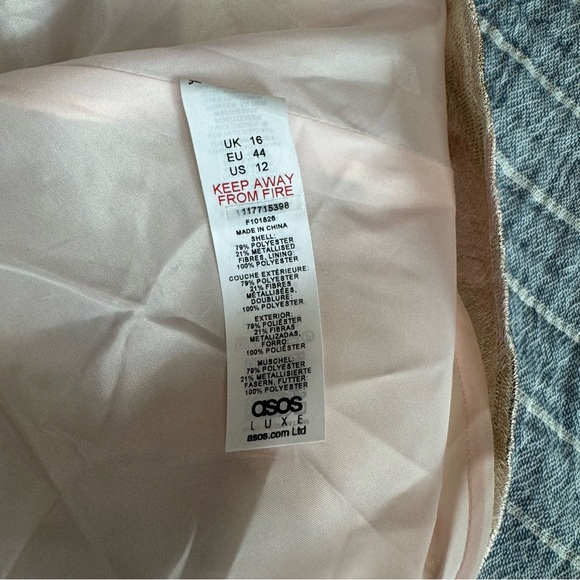 UK 16
EU 44
US 12
KEEP AWAY
FROM FIRE
1117715398
F101826
MADE IN CHINA
SHELL:
79% POLYESTER
21% METALLISED
FIBRES, LINING:
100% POLYESTER
COUCHE EXTÉRIEURE:
79% POLYESTER
21% FIBRES
MÉTALLISÉES,
DOUBLURE:
100% POLYESTER
EXTERIOR:
79% POLIÉSTER
21% FIBRAS
METALIZADAS,
FORRO:
100% POLIÉSTER
MUSCHEL:
79% POLYESTER
21% METALLISIERTE
FASERN, FUTTER:
100% POLYESTER
asos
LUXE
asos.com Ltd